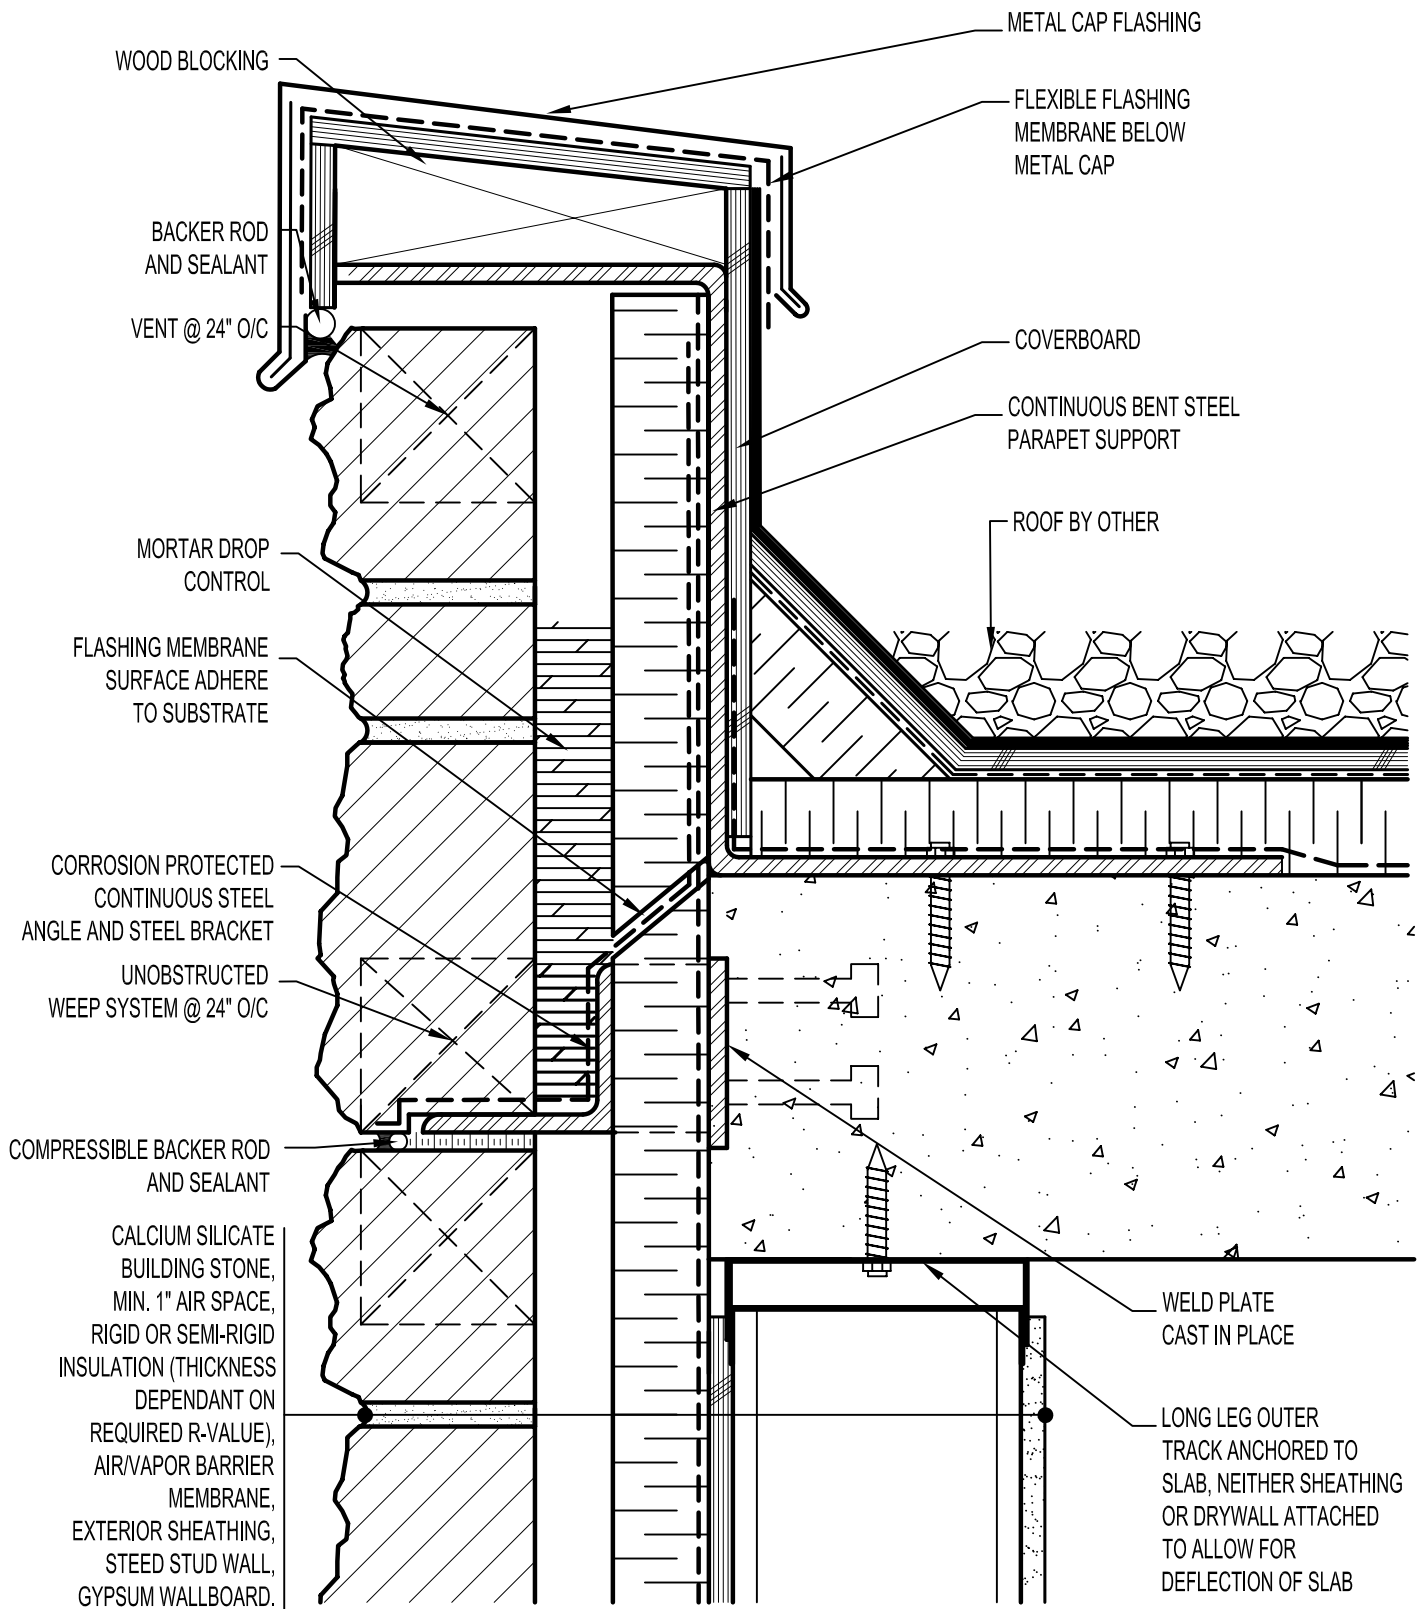 METAL CAP FLASHING
WOOD BLOCKING
FLEXIBLE FLASHING
MEMBRANE BELOW
METAL CAP
BACKER ROD
AND SEALANT
VENT @ 24" O/C
COVERBOARD
CONTINUOUS BENT STEEL
PARAPET SUPPORT
ROOF BY OTHER
MORTAR DROP
CONTROL
FLASHING MEMBRANE
SURFACE ADHERE
TO SUBSTRATE
CORROSION PROTECTED
CONTINUOUS STEEL
ANGLE AND STEEL BRACKET
UNOBSTRUCTED
WEEP SYSTEM @ 24" O/C
COMPRESSIBLE BACKER ROD
AND SEALANT
CALCIUM SILICATE
BUILDING STONE,
MIN. 1" AIR SPACE,
RIGID OR SEMI-RIGID
INSULATION (THICKNESS
DEPENDANT ON
REQUIRED R-VALUE),
AIR/VAPOR BARRIER
MEMBRANE,
EXTERIOR SHEATHING,
STEED STUD WALL,
GYPSUM WALLBOARD.
WELD PLATE
CAST IN PLACE
LONG LEG OUTER
TRACK ANCHORED TO
SLAB, NEITHER SHEATHING
OR DRYWALL ATTACHED
TO ALLOW FOR
DEFLECTION OF SLAB